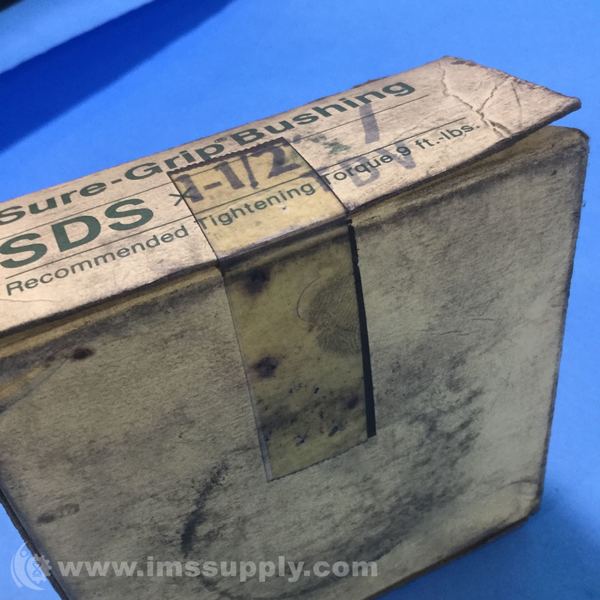 Sure-Grip Bushing
SDS x 1-1/2
Recommended Tightening Torque 9 ft.-lbs.
www.imssupply.com